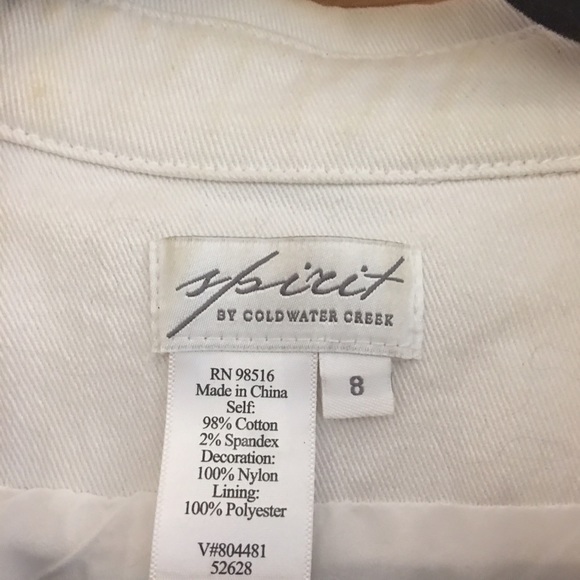 spirit
BY COLDWATER CREEK
8
RN 98516
Made in China
Self:
98% Cotton
2% Spandex
Decoration:
100% Nylon
Lining:
100% Polyester
V#804481
52628